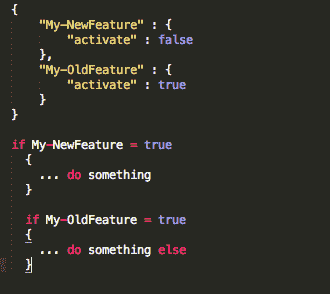 {
"My-NewFeature" : {
"activate" : false
},
"My-OldFeature" : {
"activate" : true
}
}
if My-NewFeature = true
{
... do something
}
if My-OldFeature = true
{
... do something else
}